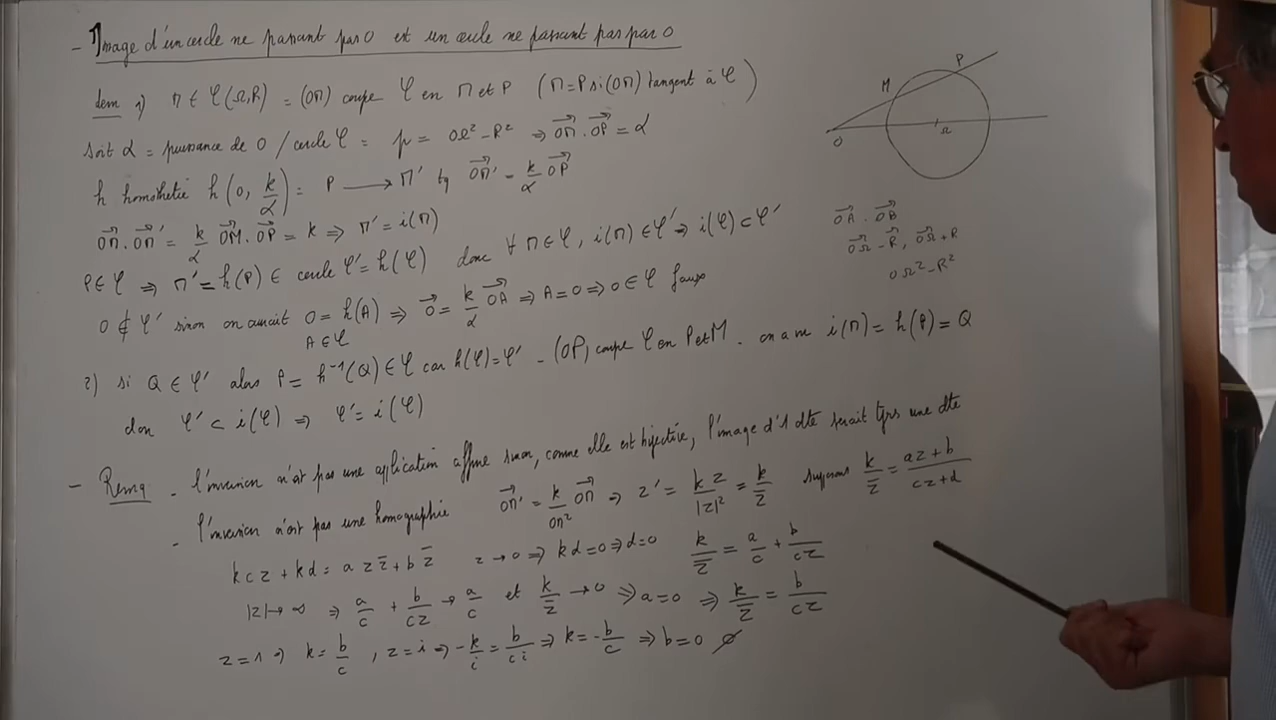 - Image d'un cercle ne passant par O est un cercle ne passant pas par O
dem 1) M ∈ 𝒞(Ω,R) = (OM) coupe 𝒞 en M et P (M=P si (OM) tangent à 𝒞)
soit α = puissance de O / cercle 𝒞 = p = OΩ² - R² ⇒ OM⃗ . OP⃗ = α
h homothétie h(O, k/α) = P → M' tq OM'⃗ = k/α OP⃗
OM⃗ . OM'⃗ = k/α OM⃗ . OP⃗ = k ⇒ M' = i(M)
P ∈ 𝒞 ⇒ M' = h(P) ∈ cercle 𝒞' = h(𝒞) donc ∀ M ∈ 𝒞, i(M) ∈ 𝒞' ⇒ i(𝒞) ⊂ 𝒞'
O ∉ 𝒞' sinon on aurait O = h(A) ⇒ O⃗ = k/α OA⃗ ⇒ A = O ⇒ O ∈ 𝒞 faux
A ∈ 𝒞
2) si Q ∈ 𝒞' alors P = h⁻¹(Q) ∈ 𝒞 car h(𝒞) = 𝒞' - (OP) coupe 𝒞 en P et M . on a vu i(M) = h(P) = Q
donc 𝒞' ⊂ i(𝒞) ⇒ 𝒞' = i(𝒞)
- Remq - l'inversion n'est pas une application affine sinon, comme elle est bijective, l'image d'1 dte serait tjrs une dte
- l'inversion n'est pas une homographie OM'⃗ = k/OM² OM⃗ ⇒ z' = kz/|z|² = k/z̄ supposons k/z̄ = (az+b)/(cz+d)
kcz + kd = a z z̄ + b z̄ z → 0 ⇒ kd = 0 ⇒ d = 0 k/z̄ = a/c + b/cz
|z| → ∞ ⇒ a/c + b/cz → a/c et k/z̄ → 0 ⇒ a = 0 ⇒ k/z̄ = b/cz
z = 1 ⇒ k = b/c , z = i ⇒ -k/i = b/ci ⇒ k = -b/c ⇒ b = 0 ∅
P
M
O
Ω
OA⃗ . OB⃗
OΩ⃗ - R⃗, OΩ⃗ + R
OΩ² - R²